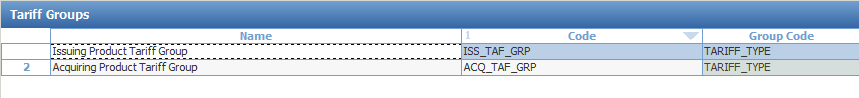 Tariff Groups
Name 1 Code Group Code
Issuing Product Tariff Group ISS_TAF_GRP TARIFF_TYPE
2 Acquiring Product Tariff Group ACQ_TAF_GRP TARIFF_TYPE